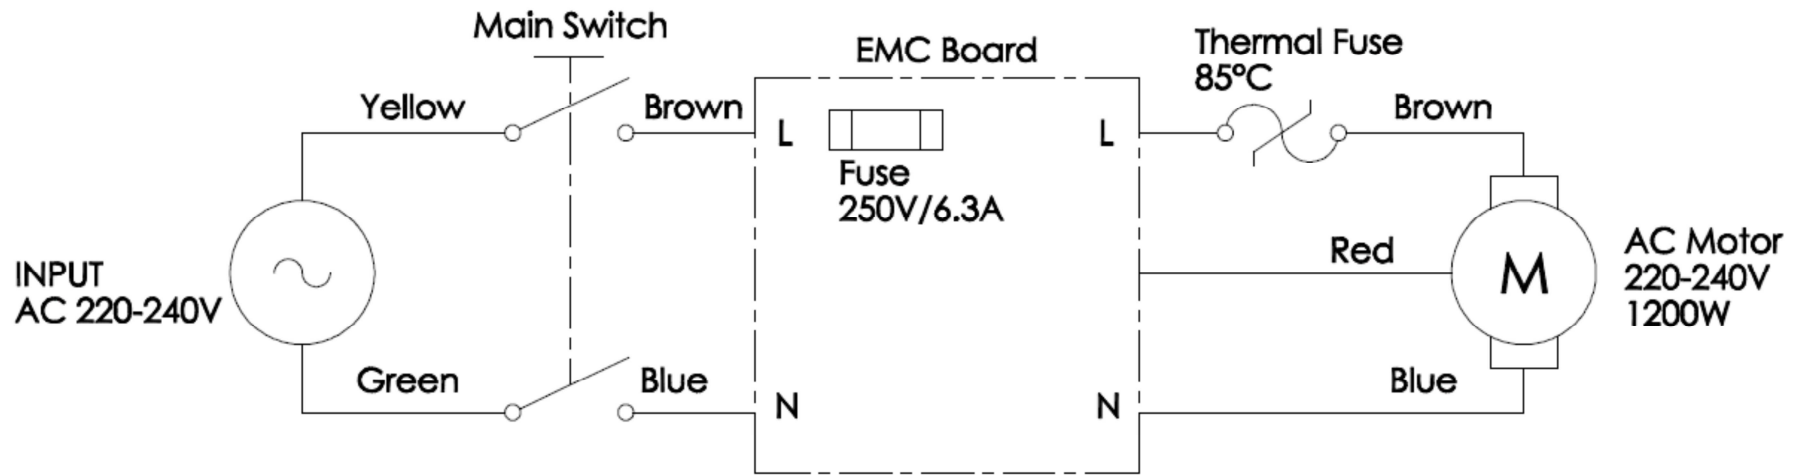 Main Switch
EMC Board
Thermal Fuse
85°C
Yellow
Brown
Brown
L
L
Fuse
250V/6.3A
INPUT
AC 220-240V
Red
M
AC Motor
220-240V
1200W
Green
Blue
N
N
Blue